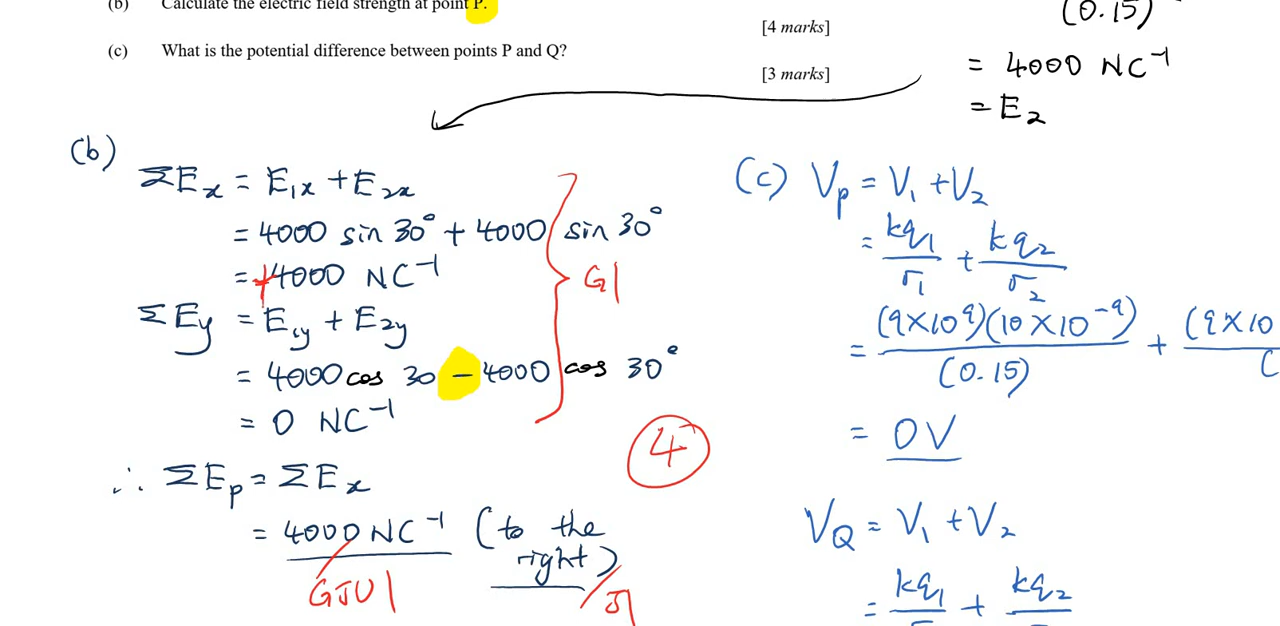 (b) Calculate the electric field strength at point P.
[4 marks]
(c) What is the potential difference between points P and Q?
[3 marks]
(0.15)
= 4000 NC⁻¹
= E₂
(b)
ΣEₓ = E₁ₓ + E₂ₓ
= 4000 sin 30° + 4000 sin 30°
= +4000 NC⁻¹
G1
ΣEy = E₁y + E₂y
= 4000 cos 30 − 4000 cos 30°
= 0 NC⁻¹
4
∴ ΣEp = ΣEₓ
= 4000 NC⁻¹ (to the right)
GJU1
J1
(c) Vp = V₁ + V₂
= kq₁/r₁ + kq₂/r₂
= (9×10⁹)(10×10⁻⁹)/(0.15) + (9×10
= 0V
VQ = V₁ + V₂
= kq₁ + kq₂